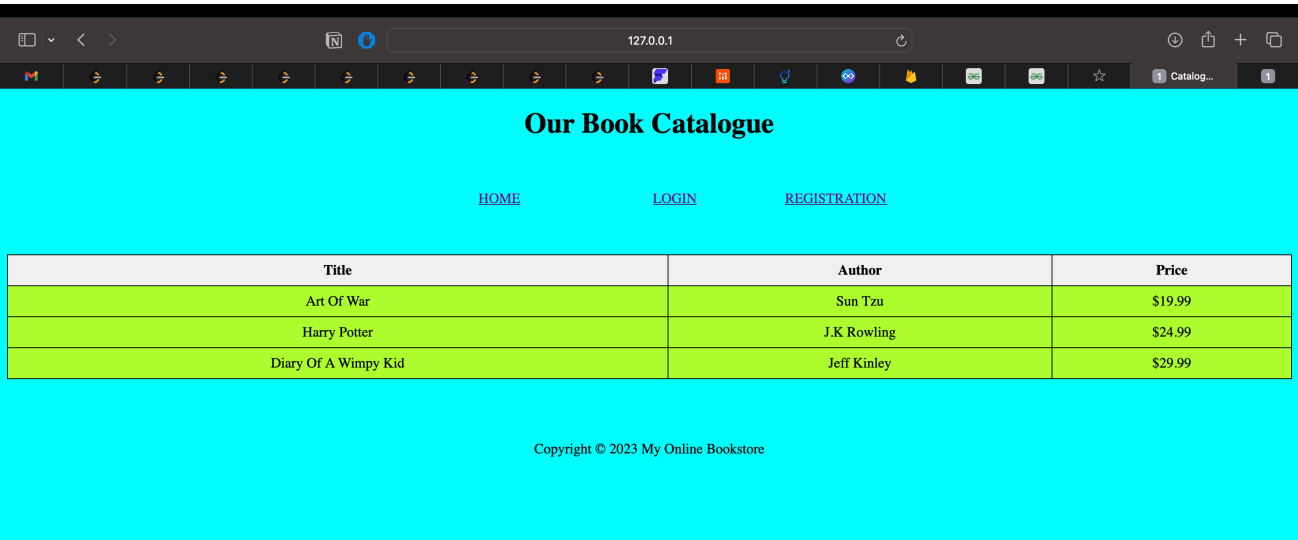 127.0.0.1
1 Catalog... 1
Our Book Catalogue
HOME LOGIN REGISTRATION
Title Author Price
Art Of War Sun Tzu $19.99
Harry Potter J.K Rowling $24.99
Diary Of A Wimpy Kid Jeff Kinley $29.99
Copyright © 2023 My Online Bookstore